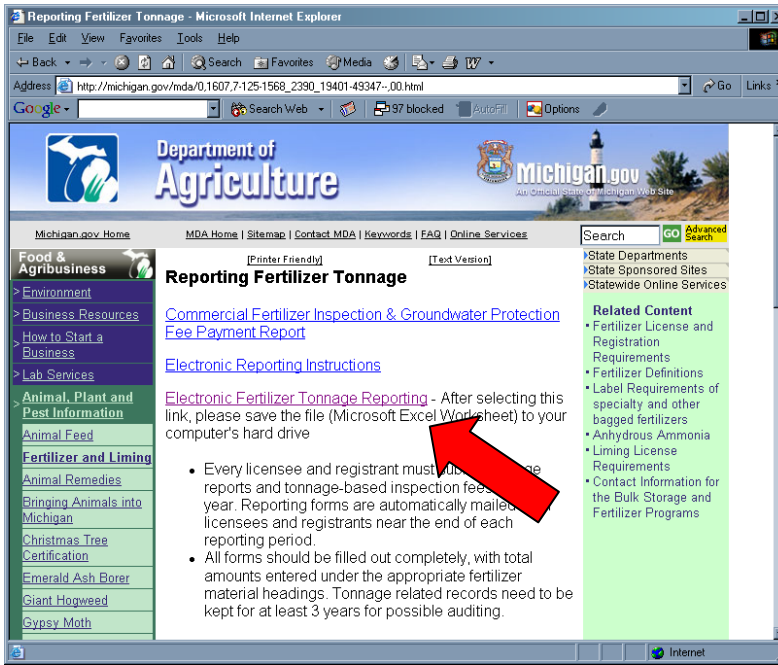 Reporting Fertilizer Tonnage - Microsoft Internet Explorer
File Edit View Favorites Tools Help
Back Search Favorites Media
Address http://michigan.gov/mda/0,1607,7-125-1568_2390_19401-49347--,00.html Go Links
Google Search Web 97 blocked AutoFill Options
Department of
Agriculture
Michigan.gov
An Official State of Michigan Web Site
Michigan.gov Home
MDA Home | Sitemap | Contact MDA | Keywords | FAQ | Online Services
Search GO Advanced Search
Food &
Agribusiness
> Environment
> Business Resources
> How to Start a
Business
> Lab Services
> Animal, Plant and
Pest Information
Animal Feed
Fertilizer and Liming
Animal Remedies
Bringing Animals into
Michigan
Christmas Tree
Certification
Emerald Ash Borer
Giant Hogweed
Gypsy Moth
[Printer Friendly] [Text Version]
Reporting Fertilizer Tonnage
Commercial Fertilizer Inspection & Groundwater Protection
Fee Payment Report
Electronic Reporting Instructions
Electronic Fertilizer Tonnage Reporting - After selecting this
link, please save the file (Microsoft Excel Worksheet) to your
computer's hard drive
• Every licensee and registrant must
reports and tonnage-based inspection fees
year. Reporting forms are automatically mailed
licensees and registrants near the end of each
reporting period.
• All forms should be filled out completely, with total
amounts entered under the appropriate fertilizer
material headings. Tonnage related records need to be
kept for at least 3 years for possible auditing.
State Departments
State Sponsored Sites
Statewide Online Services
Related Content
• Fertilizer License and
Registration
Requirements
• Fertilizer Definitions
• Label Requirements of
specialty and other
bagged fertilizers
• Anhydrous Ammonia
• Liming License
Requirements
• Contact Information for
the Bulk Storage and
Fertilizer Programs
Internet